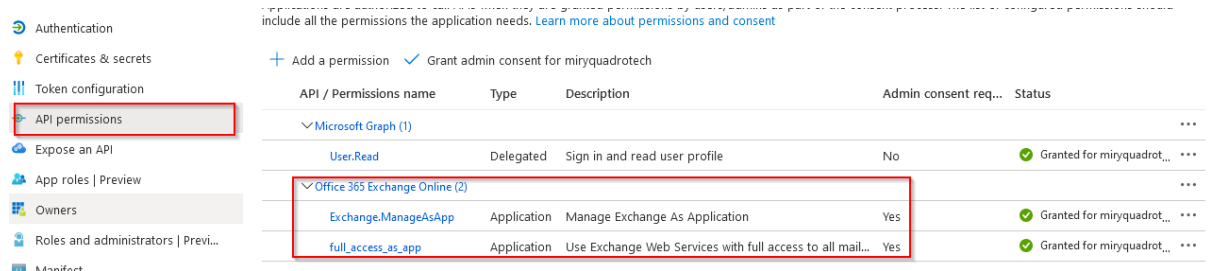 include all the permissions the application needs. Learn more about permissions and consent
Authentication
Certificates & secrets
Token configuration
API permissions
Expose an API
App roles | Preview
Owners
Roles and administrators | Previ...
Manifest
Add a permission Grant admin consent for miryquadrotech
API / Permissions name Type Description Admin consent req... Status
Microsoft Graph (1)
User.Read Delegated Sign in and read user profile No Granted for miryquadrot...
Office 365 Exchange Online (2)
Exchange.ManageAsApp Application Manage Exchange As Application Yes Granted for miryquadrot...
full_access_as_app Application Use Exchange Web Services with full access to all mail... Yes Granted for miryquadrot...